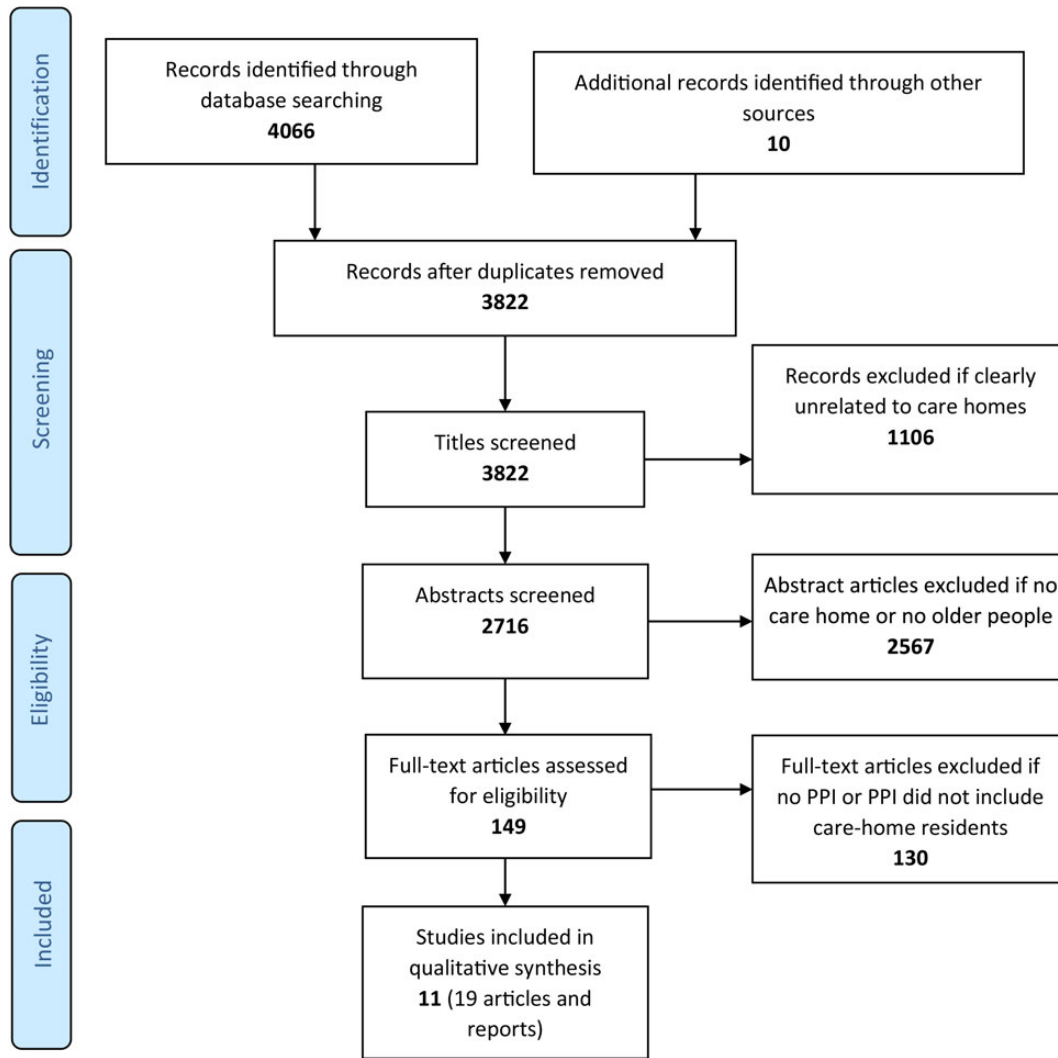 Identification
Records identified through
database searching
4066
Additional records identified through other
sources
10
Screening
Records after duplicates removed
3822
Titles screened
3822
Records excluded if clearly
unrelated to care homes
1106
Eligibility
Abstracts screened
2716
Abstract articles excluded if no
care home or no older people
2567
Full-text articles assessed
for eligibility
149
Full-text articles excluded if
no PPI or PPI did not include
care-home residents
130
Included
Studies included in
qualitative synthesis
11 (19 articles and
reports)